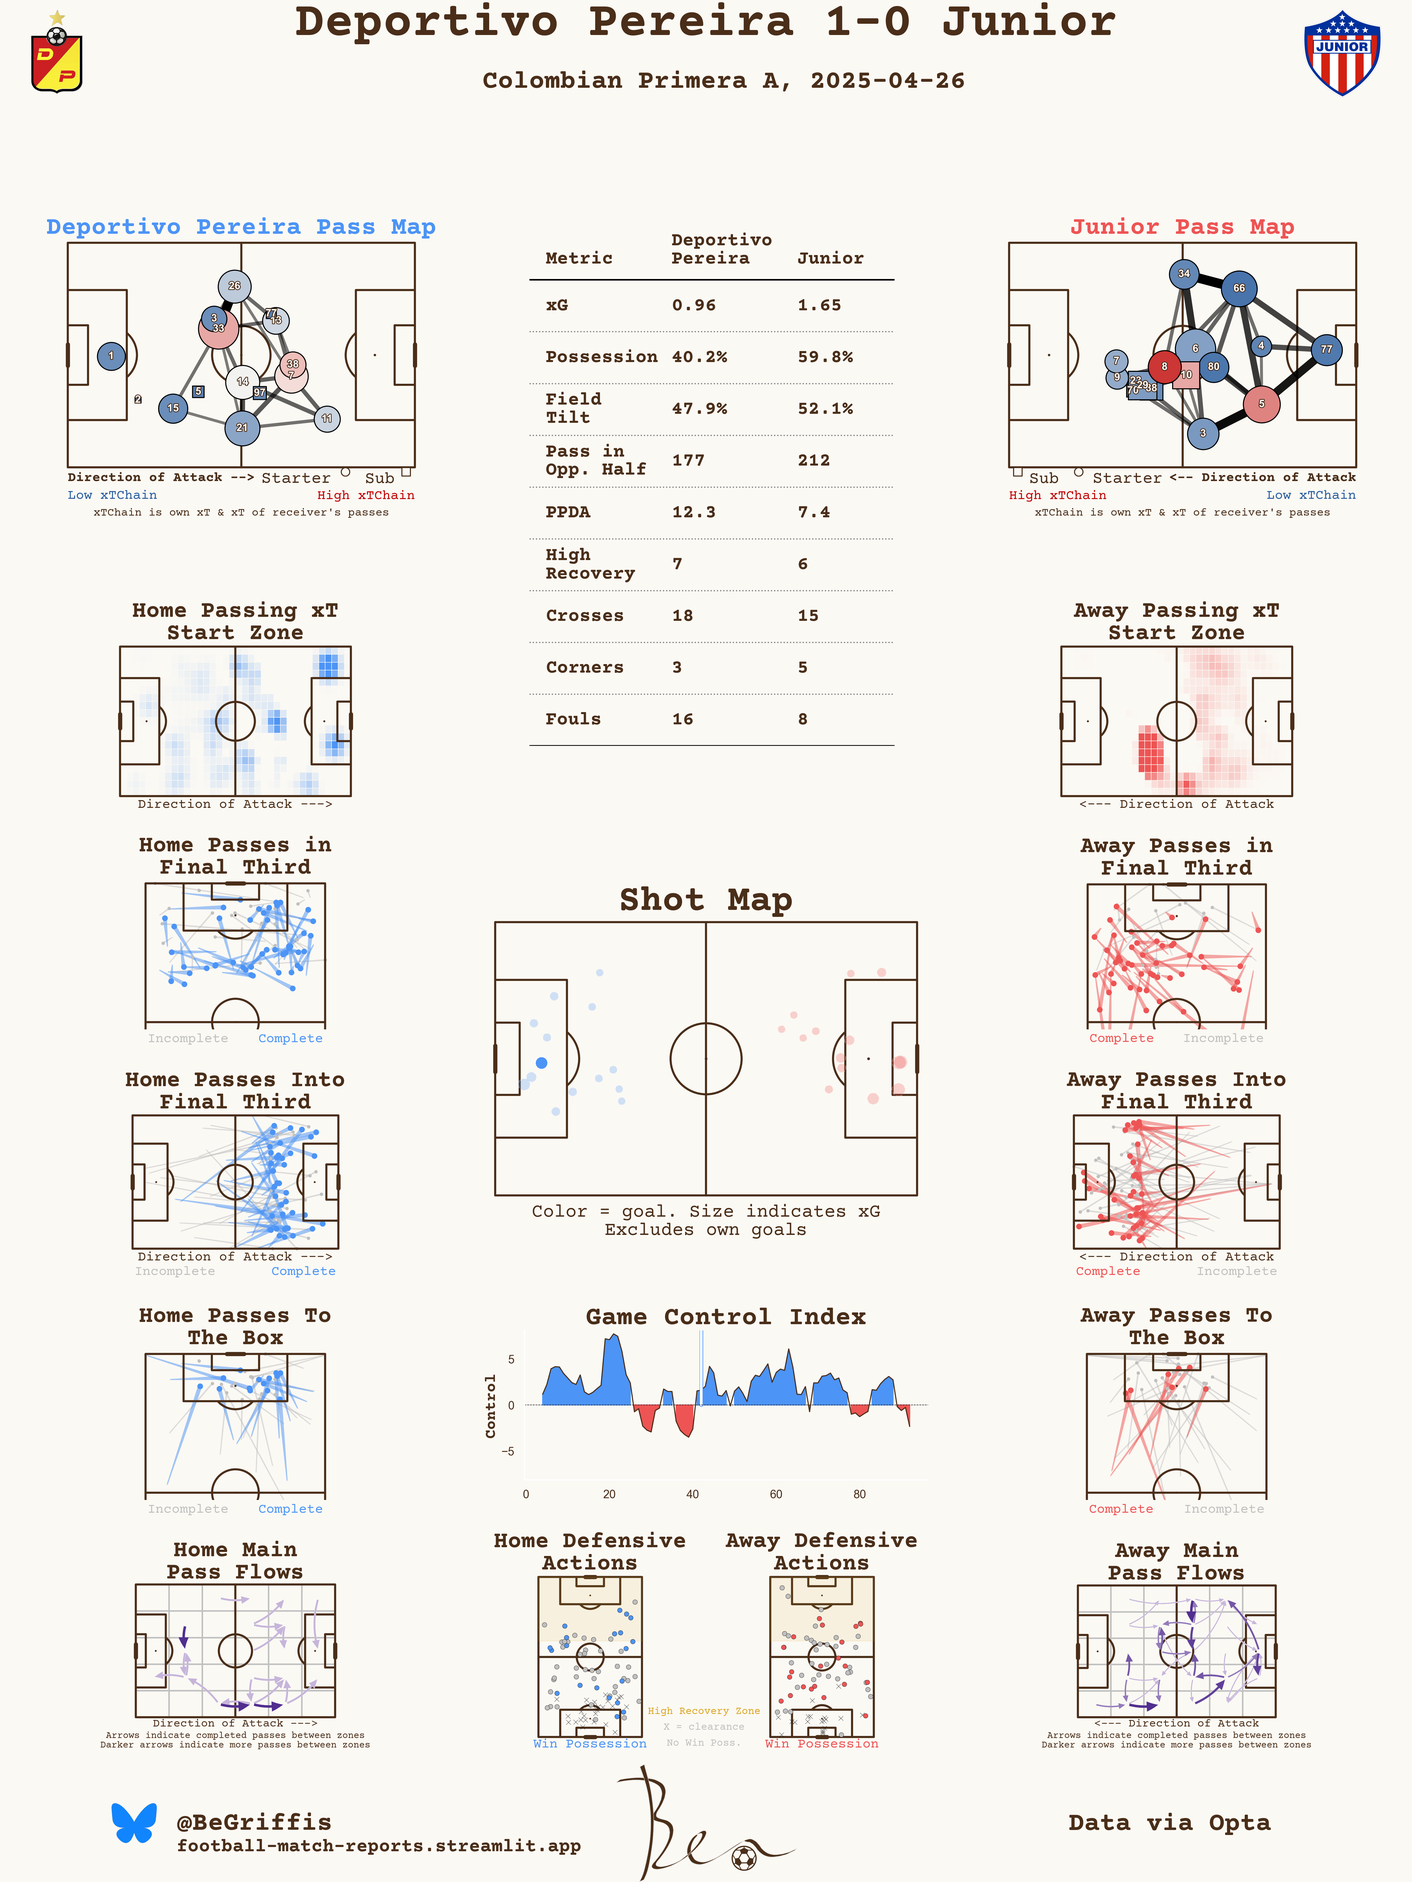 Deportivo Pereira 1-0 Junior
Colombian Primera A, 2025-04-26
D P
JUNIOR
Deportivo Pereira Pass Map
26
3
33
77
13
1
38
7
14
97
5
2
15
21
11
Direction of Attack --> Starter Sub
Low xTChain High xTChain
xTChain is own xT & xT of receiver's passes
Metric Deportivo Pereira Junior
xG 0.96 1.65
Possession 40.2% 59.8%
Field Tilt 47.9% 52.1%
Pass in Opp. Half 177 212
PPDA 12.3 7.4
High Recovery 7 6
Crosses 18 15
Corners 3 5
Fouls 16 8
Junior Pass Map
34
66
6
4
77
7
8
80
9
10
23
29
38
70
5
3
Sub Starter <-- Direction of Attack
High xTChain Low xTChain
xTChain is own xT & xT of receiver's passes
Home Passing xT
Start Zone
Direction of Attack --->
Away Passing xT
Start Zone
<--- Direction of Attack
Home Passes in
Final Third
Incomplete Complete
Away Passes in
Final Third
Complete Incomplete
Shot Map
Color = goal. Size indicates xG
Excludes own goals
Home Passes Into
Final Third
Direction of Attack --->
Incomplete Complete
Away Passes Into
Final Third
<--- Direction of Attack
Complete Incomplete
Home Passes To
The Box
Incomplete Complete
Game Control Index
Control
5
0
−5
0 20 40 60 80
Away Passes To
The Box
Complete Incomplete
Home Main
Pass Flows
Direction of Attack --->
Arrows indicate completed passes between zones
Darker arrows indicate more passes between zones
Home Defensive
Actions
Win Possession
High Recovery Zone
X = clearance
No Win Poss.
Away Defensive
Actions
Win Possession
Away Main
Pass Flows
<--- Direction of Attack
Arrows indicate completed passes between zones
Darker arrows indicate more passes between zones
@BeGriffis
football-match-reports.streamlit.app
Ben
Data via Opta